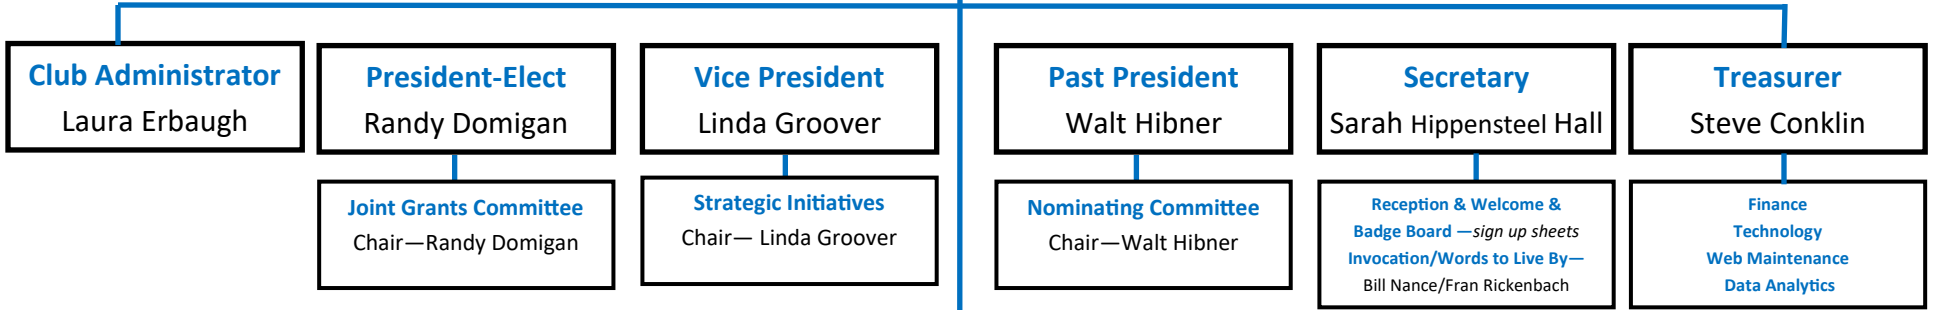 Club Administrator
Laura Erbaugh
President-Elect
Randy Domigan
Joint Grants Committee
Chair—Randy Domigan
Vice President
Linda Groover
Strategic Initiatives
Chair— Linda Groover
Past President
Walt Hibner
Nominating Committee
Chair—Walt Hibner
Secretary
Sarah Hippensteel Hall
Reception & Welcome &
Badge Board —sign up sheets
Invocation/Words to Live By—
Bill Nance/Fran Rickenbach
Treasurer
Steve Conklin
Finance
Technology
Web Maintenance
Data Analytics